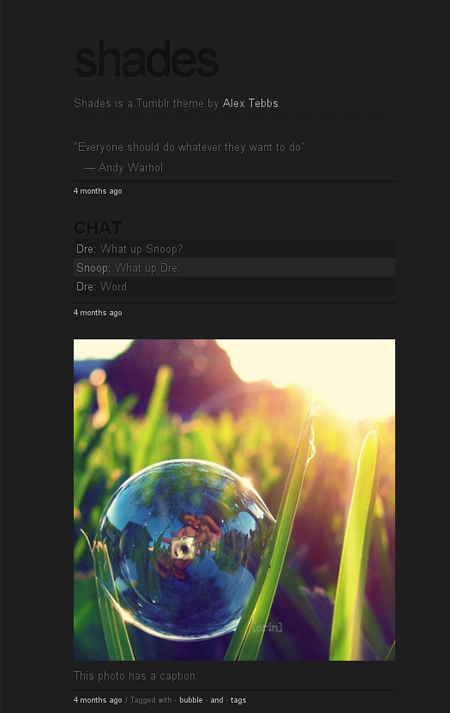 shades
Shades is a Tumblr theme by Alex Tebbs
"Everyone should do whatever they want to do"
— Andy Warhol
4 months ago
CHAT
Dre: What up Snoop?
Snoop: What up Dre.
Dre: Word.
4 months ago
[erin]
This photo has a caption.
4 months ago / Tagged with - bubble - and - tags